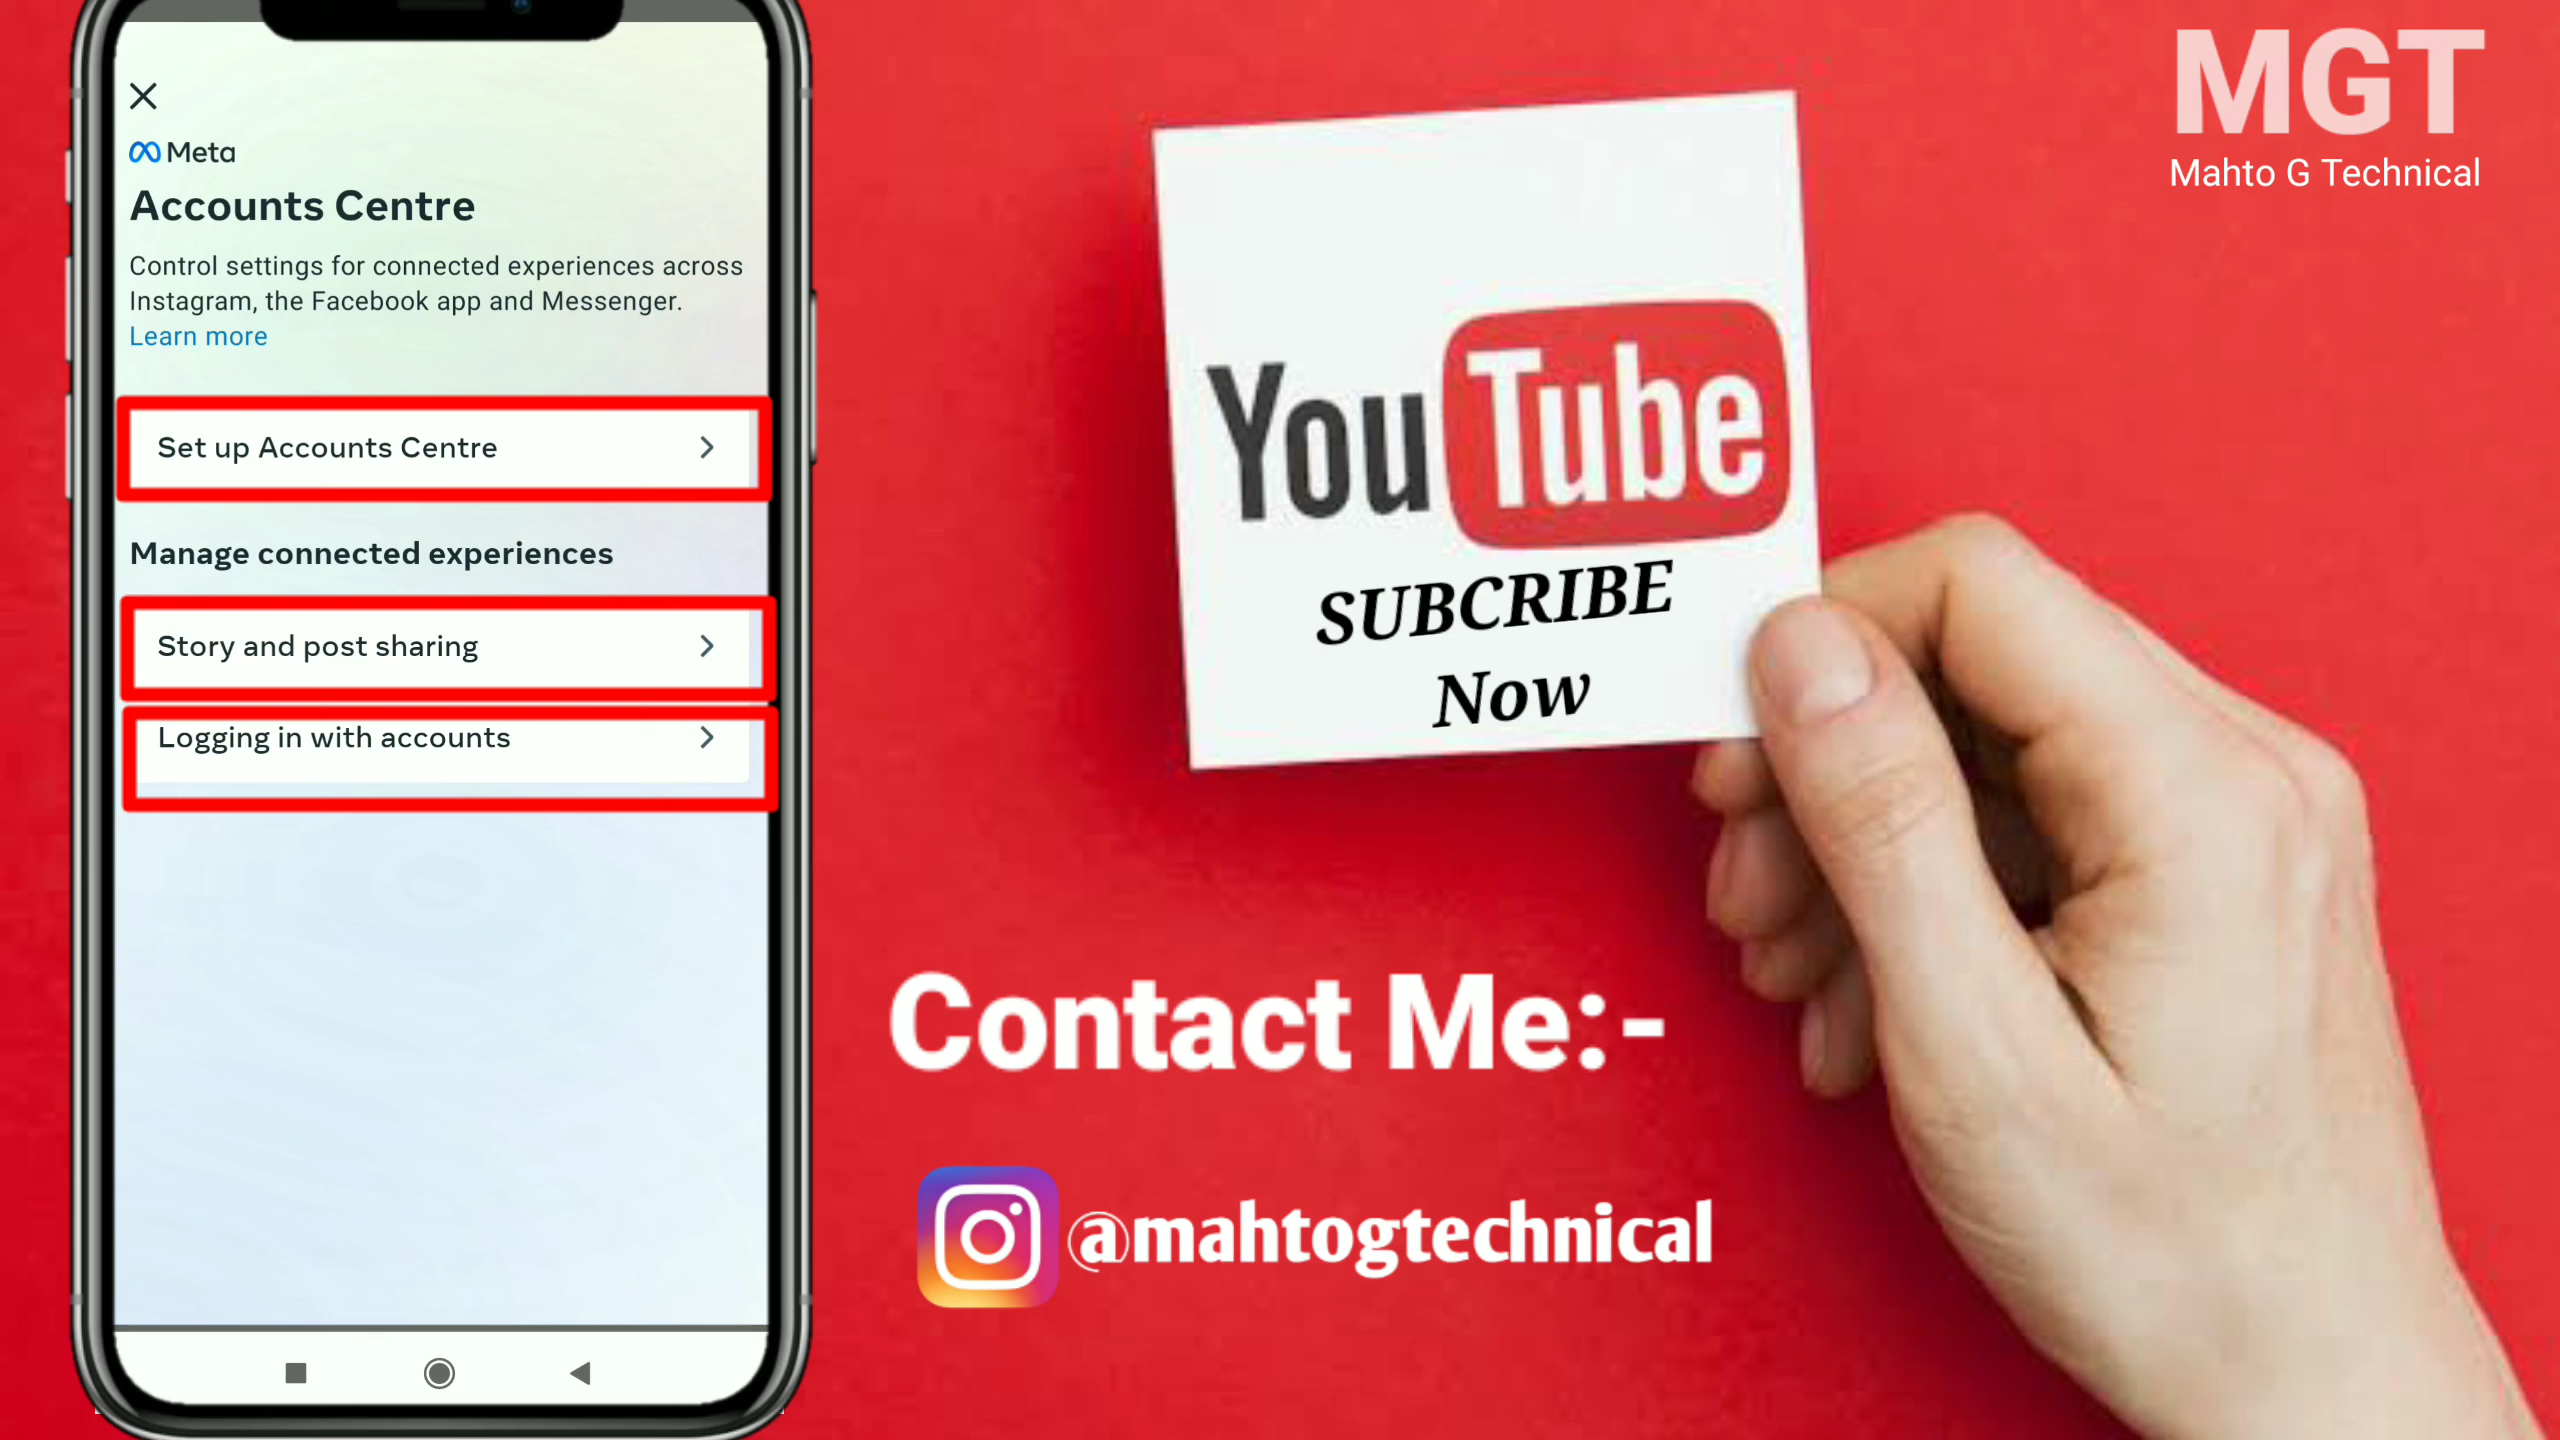 Meta
Accounts Centre
Control settings for connected experiences across
Instagram, the Facebook app and Messenger.
Learn more
Set up Accounts Centre
Manage connected experiences
Story and post sharing
Logging in with accounts
YouTube
SUBCRIBE
Now
MGT
Mahto G Technical
Contact Me:-
@mahtogtechnical